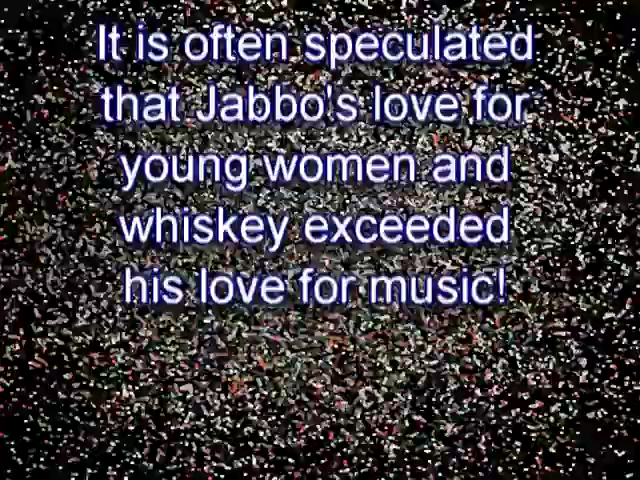 It is often speculated
that Jabbo's love for
young women and
whiskey exceeded
his love for music!